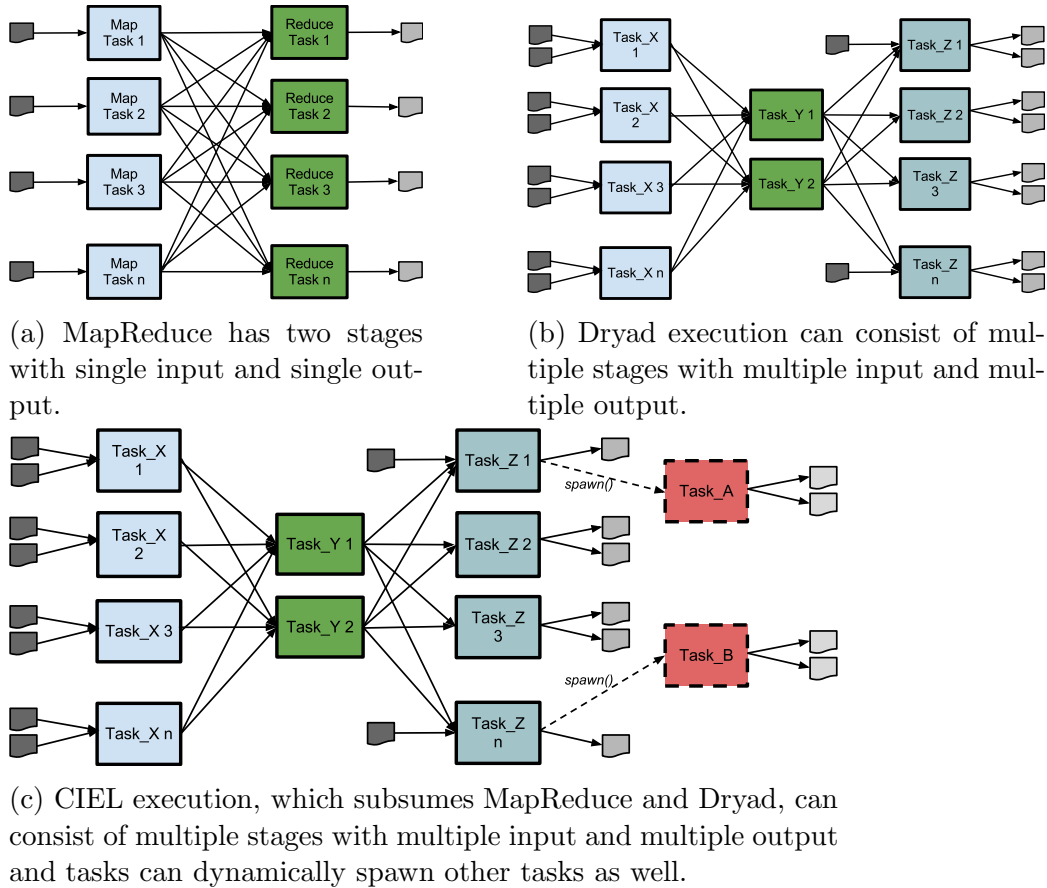 Map
Task 1
Reduce
Task 1
Map
Task 2
Reduce
Task 2
Map
Task 3
Reduce
Task 3
Map
Task n
Reduce
Task n
(a) MapReduce has two stages
with single input and single out-
put.
Task_X
1
Task_Z 1
Task_X
2
Task_Y 1
Task_Z 2
Task_X 3
Task_Y 2
Task_Z
3
Task_X n
Task_Z
n
(b) Dryad execution can consist of mul-
tiple stages with multiple input and mul-
tiple output.
Task_X
1
Task_Z 1
spawn()
Task_A
Task_X
2
Task_Y 1
Task_Z 2
Task_X 3
Task_Y 2
Task_Z
3
Task_B
spawn()
Task_X n
Task_Z
n
(c) CIEL execution, which subsumes MapReduce and Dryad, can
consist of multiple stages with multiple input and multiple output
and tasks can dynamically spawn other tasks as well.